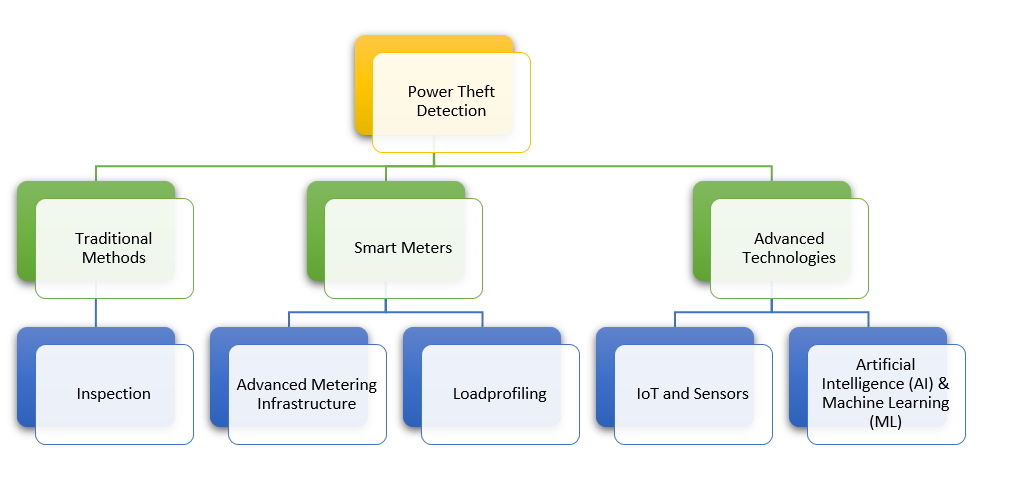 Power Theft
Detection
Traditional
Methods
Smart Meters
Advanced
Technologies
Inspection
Advanced Metering
Infrastructure
Loadprofiling
IoT and Sensors
Artificial
Intelligence (AI) &
Machine Learning
(ML)